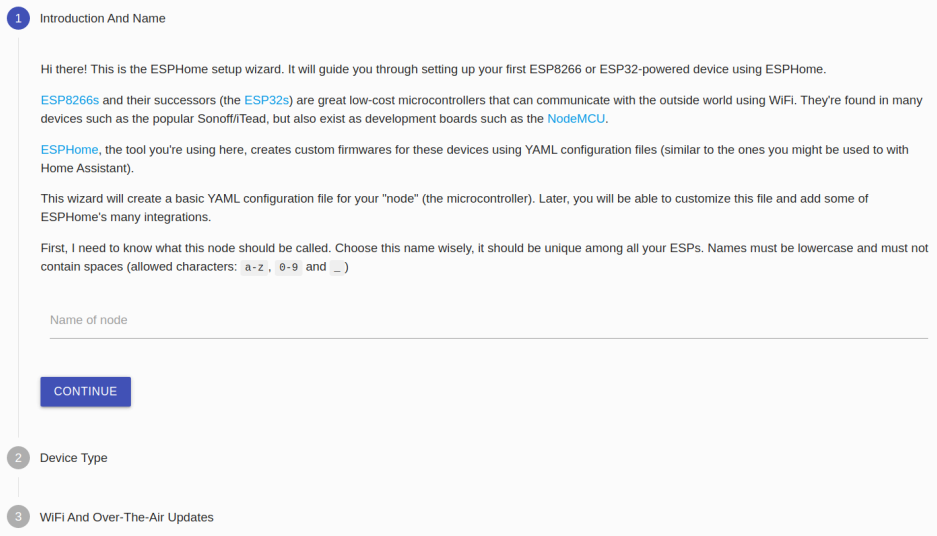 1 Introduction And Name
Hi there! This is the ESPHome setup wizard. It will guide you through setting up your first ESP8266 or ESP32-powered device using ESPHome.
ESP8266s and their successors (the ESP32s) are great low-cost microcontrollers that can communicate with the outside world using WiFi. They're found in many
devices such as the popular Sonoff/iTead, but also exist as development boards such as the NodeMCU.
ESPHome, the tool you're using here, creates custom firmwares for these devices using YAML configuration files (similar to the ones you might be used to with
Home Assistant).
This wizard will create a basic YAML configuration file for your "node" (the microcontroller). Later, you will be able to customize this file and add some of
ESPHome's many integrations.
First, I need to know what this node should be called. Choose this name wisely, it should be unique among all your ESPs. Names must be lowercase and must not
contain spaces (allowed characters: a-z, 0-9 and _)
Name of node
CONTINUE
2 Device Type
3 WiFi And Over-The-Air Updates